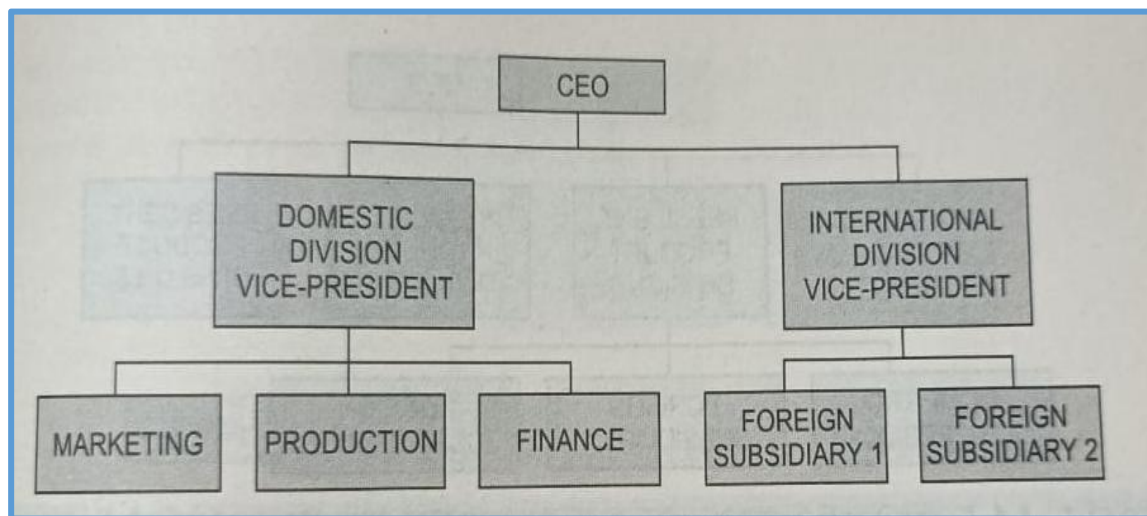 CEO
DOMESTIC
DIVISION
VICE-PRESIDENT
INTERNATIONAL
DIVISION
VICE-PRESIDENT
MARKETING
PRODUCTION
FINANCE
FOREIGN
SUBSIDIARY 1
FOREIGN
SUBSIDIARY 2